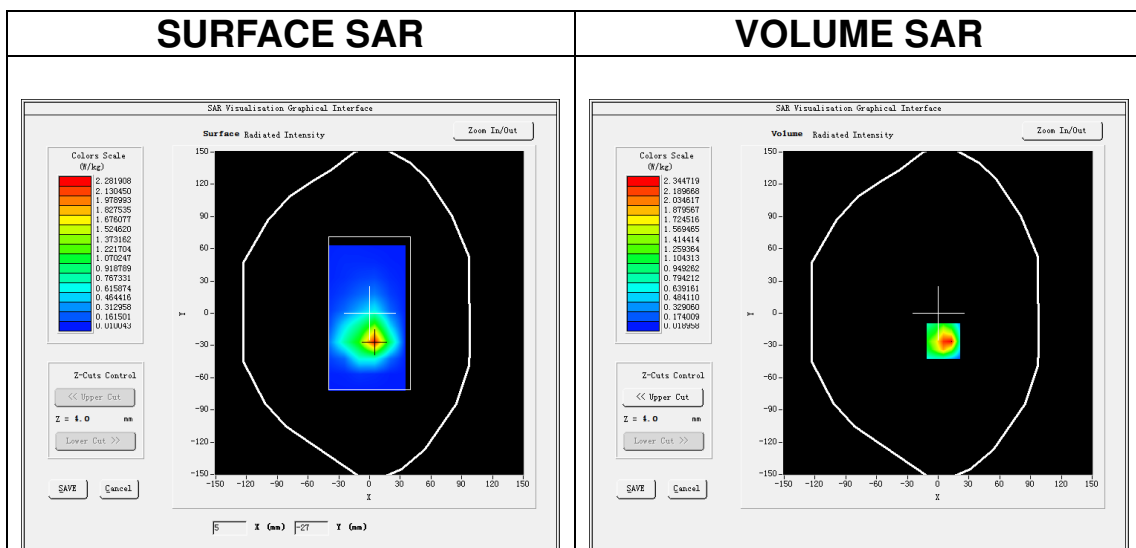 SURFACE SAR
SAR Visualisation Graphical Interface
Surface Radiated Intensity
Zoom In/Out
Colors Scale
(W/kg)
2.281908
2.130450
1.978993
1.827535
1.676077
1.524620
1.373162
1.221704
1.070247
0.918789
0.767331
0.615874
0.464416
0.312958
0.161501
0.010043
Z-Cuts Control
<< Upper Cut
Z = 4.0 mm
Lower Cut >>
SAVE Cancel
150
120
90
60
30
0
-30
-60
-90
-120
-150
Y
-150 -120 -90 -60 -30 0 30 60 90 120 150
X
5 X (mm) -27 Y (mm)
VOLUME SAR
SAR Visualisation Graphical Interface
Volume Radiated Intensity
Zoom In/Out
Colors Scale
(W/kg)
2.344719
2.189668
2.034617
1.879567
1.724516
1.569465
1.414414
1.259364
1.104313
0.949262
0.794212
0.639161
0.484110
0.329060
0.174009
0.018958
Z-Cuts Control
<< Upper Cut
Z = 4.0 mm
Lower Cut >>
SAVE Cancel
150
120
90
60
30
0
-30
-60
-90
-120
-150
Y
-150 -120 -90 -60 -30 0 30 60 90 120 150
X